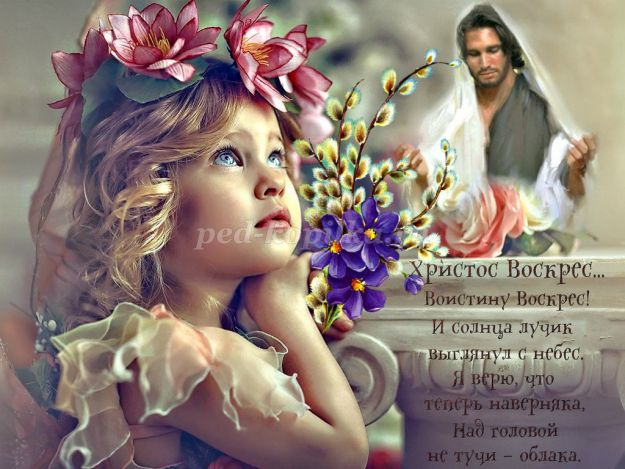 Христос Воскрес...
Воистину Воскрес!
И солнца лучик
выглянул с небес.
Я верю, что
теперь наверняка,
Над головой
не тучи - облака.